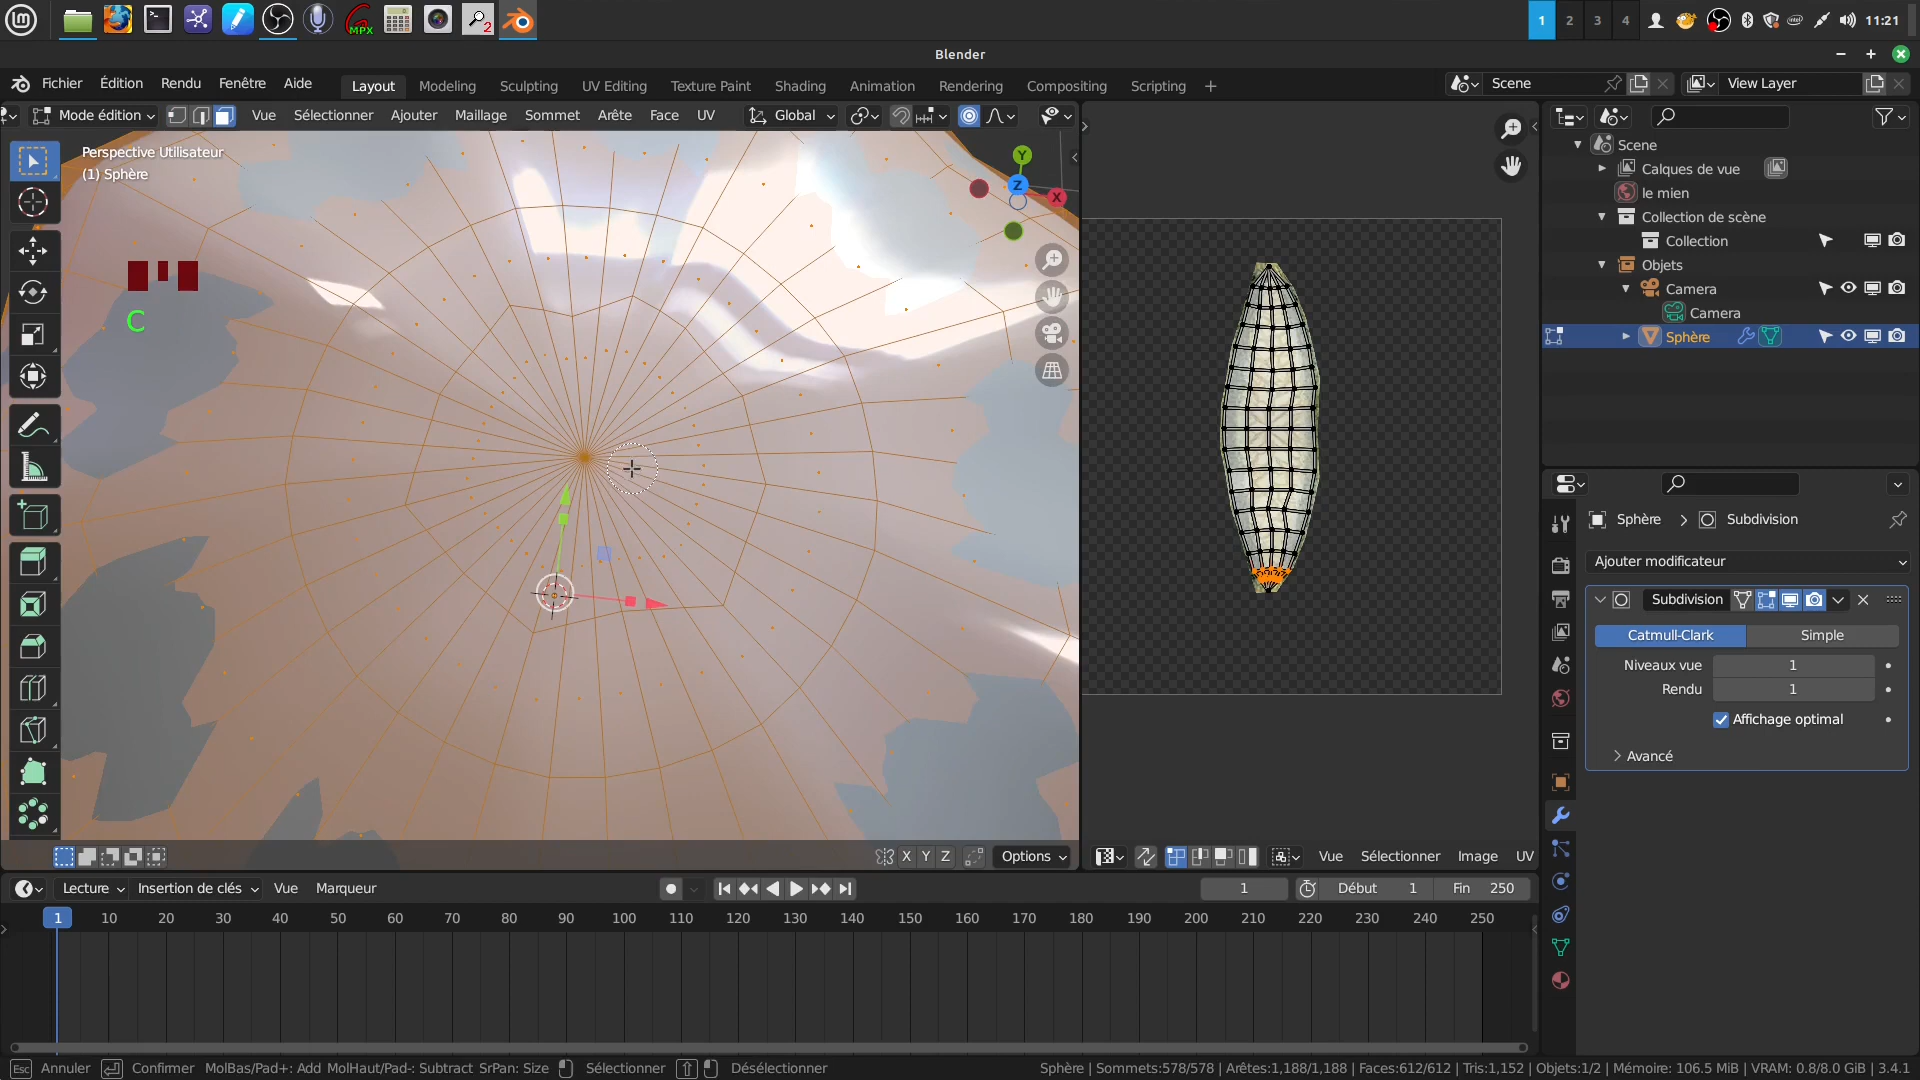 MPX
2
1
2
3
4
11:21
Blender
Fichier
Édition
Rendu
Fenêtre
Aide
Layout
Modeling
Sculpting
UV Editing
Texture Paint
Shading
Animation
Rendering
Compositing
Scripting
+
Scene
View Layer
Mode édition
Vue
Sélectionner
Ajouter
Maillage
Sommet
Arête
Face
UV
Global
Perspective Utilisateur
(1) Sphère
C
Y
Z
X
X
Y
Z
Options
Vue
Sélectionner
Image
UV
Scene
Calques de vue
le mien
Collection de scène
Collection
Objets
Camera
Camera
Sphère
Sphère
Subdivision
Ajouter modificateur
Subdivision
Catmull-Clark
Simple
Niveaux vue
1
Rendu
1
Affichage optimal
Avancé
Lecture
Insertion de clés
Vue
Marqueur
1
Début 1
Fin 250
1 10 20 30 40 50 60 70 80 90 100 110 120 130 140 150 160 170 180 190 200 210 220 230 240 250
Esc Annuler
Confirmer
MolBas/Pad+: Add MolHaut/Pad-: Subtract SrPan: Size
Sélectionner
Désélectionner
Sphère | Sommets:578/578 | Arêtes:1,188/1,188 | Faces:612/612 | Tris:1,152 | Objets:1/2 | Mémoire: 106.5 MiB | VRAM: 0.8/8.0 GiB | 3.4.1